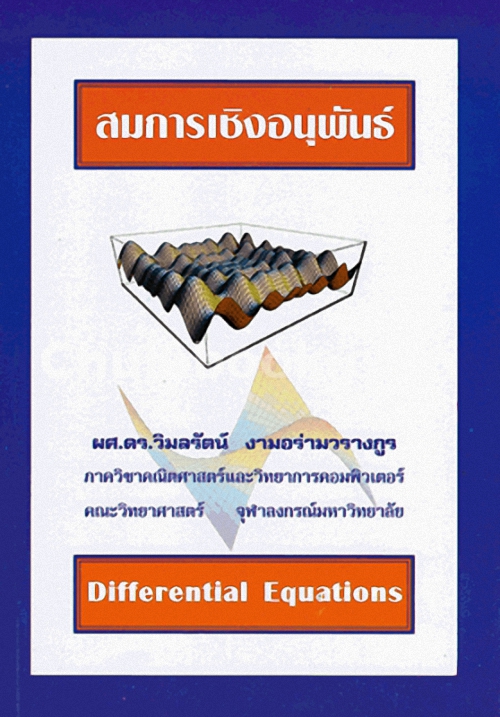 สมการเชิงอนุพันธ์
ผศ.ดร.วิมลรัตน์ งามอร่ามวรางกูร
ภาควิชาคณิตศาสตร์และวิทยาการคอมพิวเตอร์
คณะวิทยาศาสตร์ จุฬาลงกรณ์มหาวิทยาลัย
Differential Equations